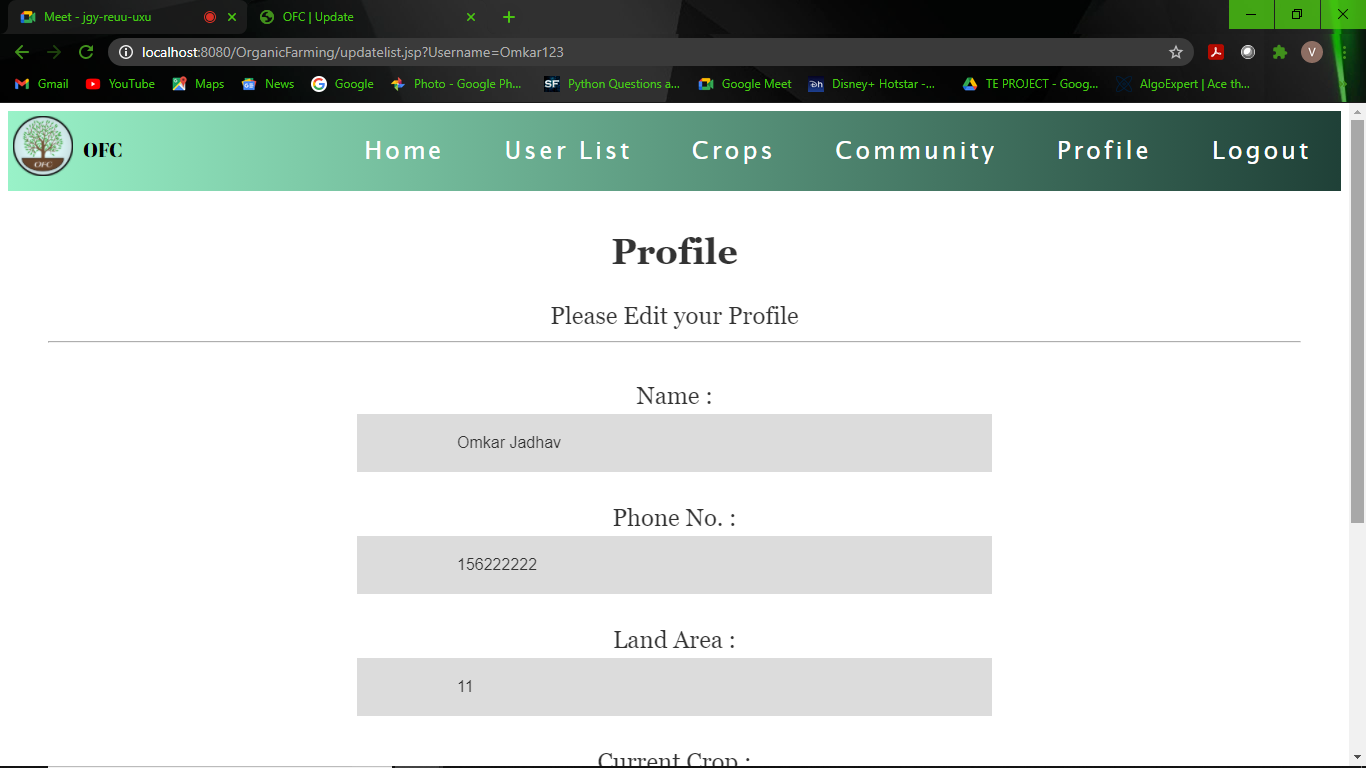 Meet - jgy-reuu-uxu OFC | Update
localhost:8080/OrganicFarming/updatelist.jsp?Username=Omkar123 V
Gmail YouTube Maps News Google Photo - Google Ph... SF Python Questions a... Google Meet Disney+ Hotstar -... TE PROJECT - Goog... AlgoExpert | Ace th...
OFC OFC Home User List Crops Community Profile Logout
Profile
Please Edit your Profile
Name :
Omkar Jadhav
Phone No. :
156222222
Land Area :
11
Current Crop :